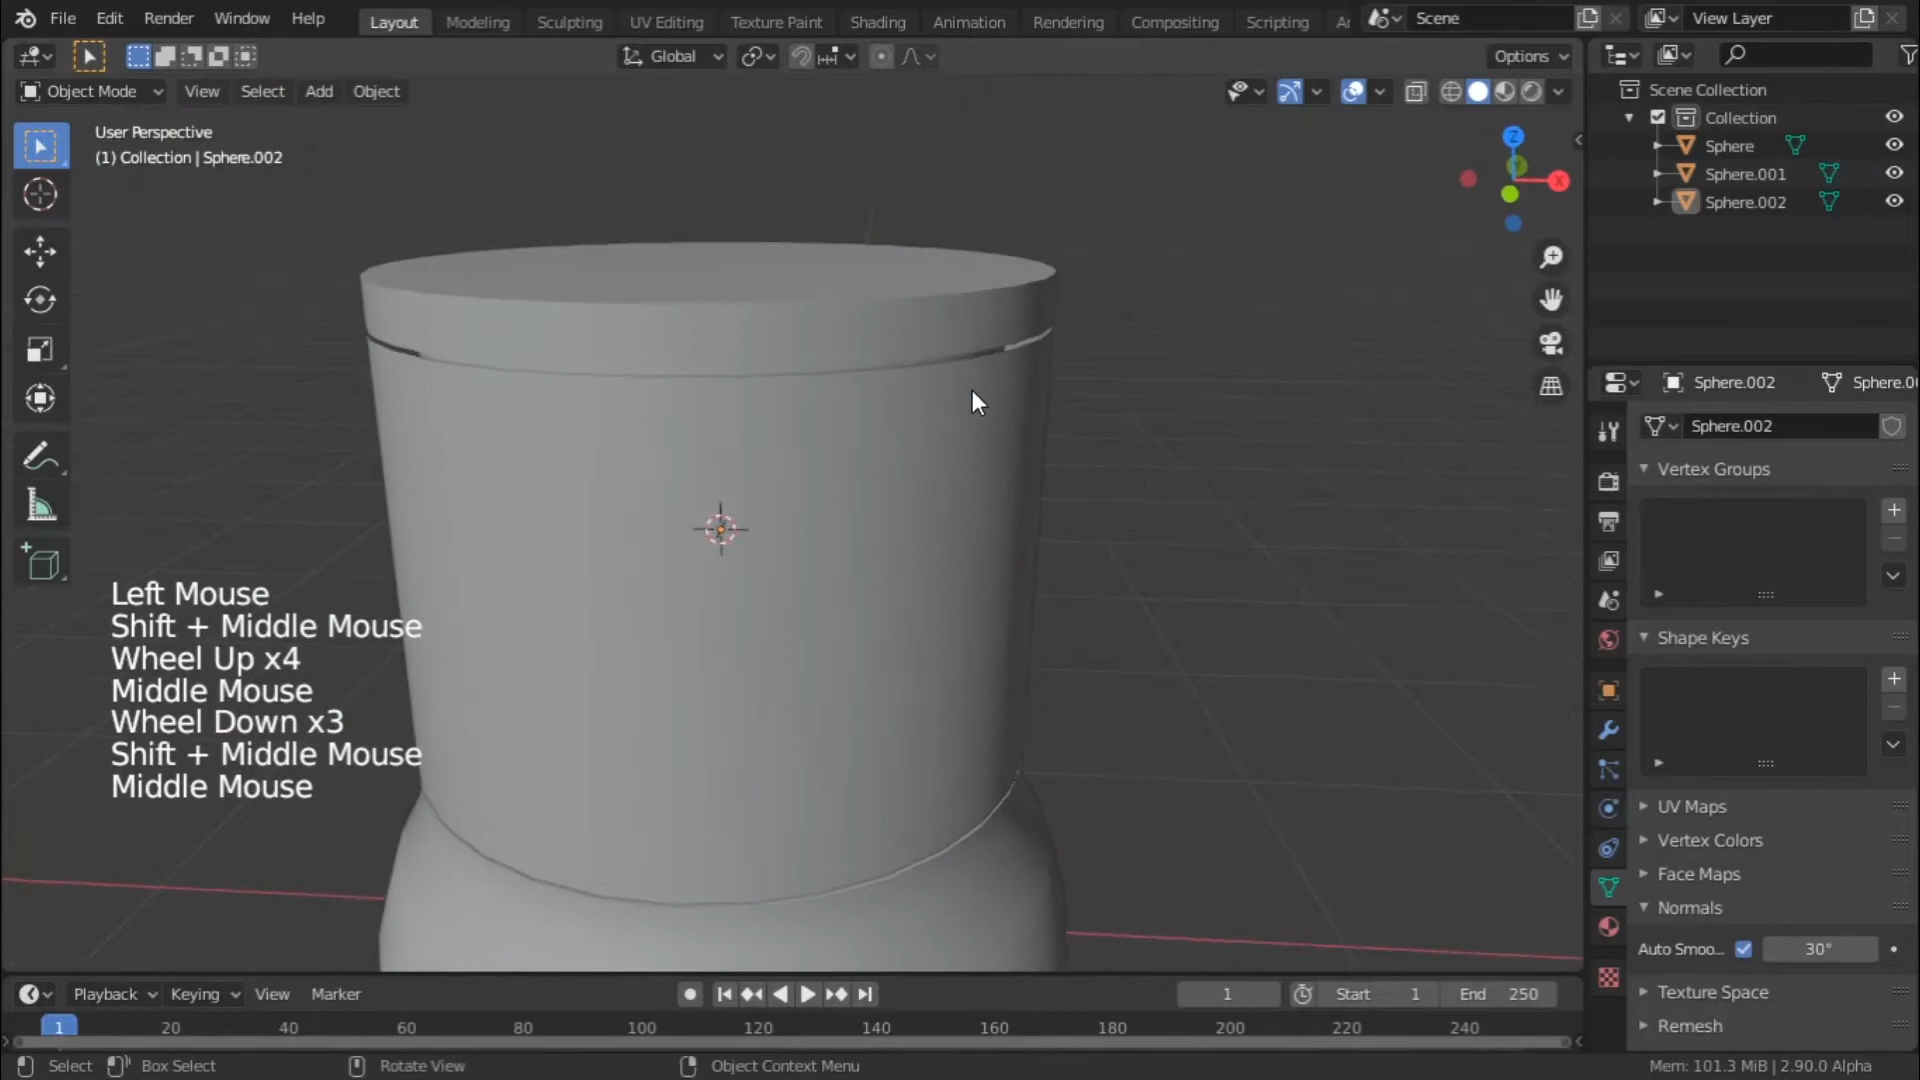 File Edit Render Window Help Layout Modeling Sculpting UV Editing Texture Paint Shading Animation Rendering Compositing Scripting Scene View Layer
Global Options
Object Mode View Select Add Object
User Perspective
(1) Collection | Sphere.002
Z
X
Scene Collection
Collection
Sphere
Sphere.001
Sphere.002
Sphere.002 Sphere.0
Sphere.002
Vertex Groups
Shape Keys
UV Maps
Vertex Colors
Face Maps
Normals
Auto Smoo... 30°
Texture Space
Remesh
Left Mouse
Shift + Middle Mouse
Wheel Up x4
Middle Mouse
Wheel Down x3
Shift + Middle Mouse
Middle Mouse
Playback Keying View Marker 1 Start 1 End 250
1 20 40 60 80 100 120 140 160 180 200 220 240
Select Box Select Rotate View Object Context Menu Mem: 101.3 MiB | 2.90.0 Alpha